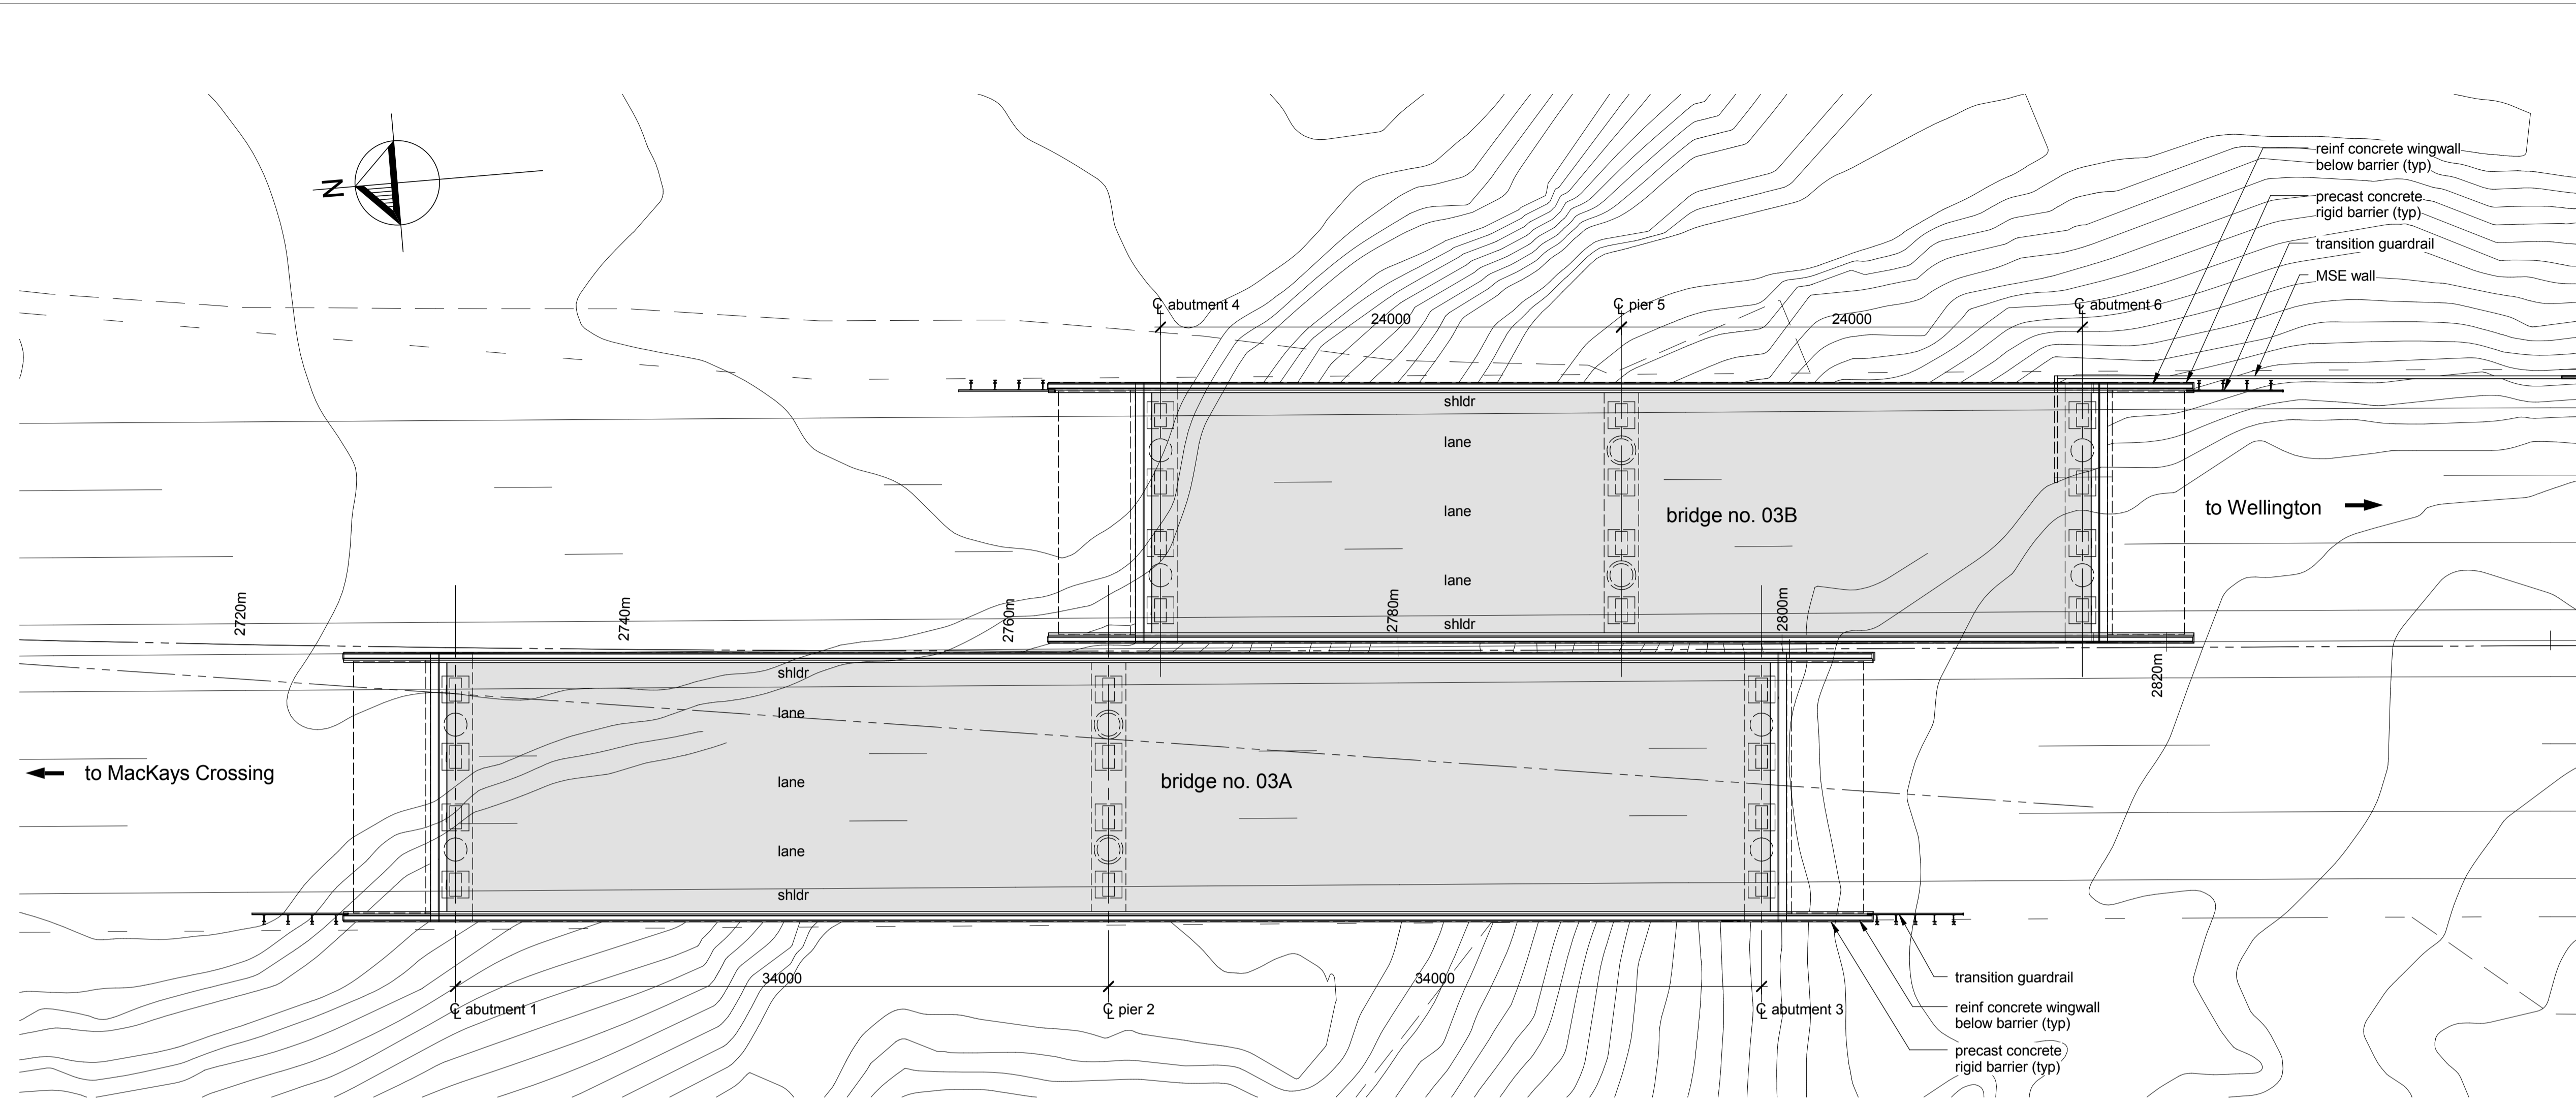 N
reinf concrete wingwall
below barrier (typ)
precast concrete
rigid barrier (typ)
transition guardrail
MSE wall
℄ abutment 4
℄ pier 5
℄ abutment 6
24000
24000
shldr
lane
lane
bridge no. 03B
to Wellington
lane
shldr
2720m
2740m
2760m
2780m
2800m
2820m
shldr
lane
to MacKays Crossing
lane
bridge no. 03A
lane
shldr
34000
34000
℄ abutment 1
℄ pier 2
℄ abutment 3
transition guardrail
reinf concrete wingwall
below barrier (typ)
precast concrete
rigid barrier (typ)